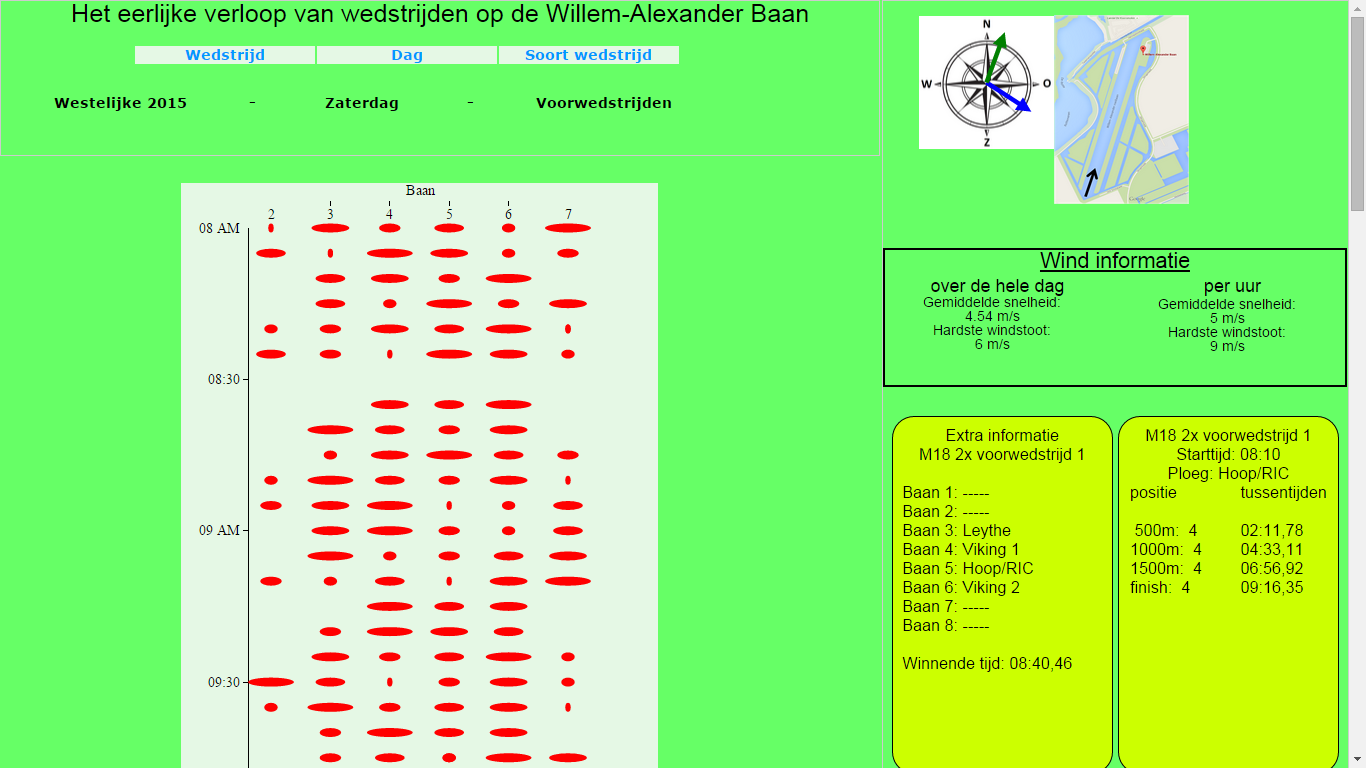 Het eerlijke verloop van wedstrijden op de Willem-Alexander Baan
Wedstrijd Dag Soort wedstrijd
Westelijke 2015 - Zaterdag - Voorwedstrijden
Baan
2 3 4 5 6 7
08 AM
08:30
09 AM
09:30
N
W O
Z
Wind informatie
over de hele dag
Gemiddelde snelheid:
4.54 m/s
Hardste windstoot:
6 m/s
per uur
Gemiddelde snelheid:
5 m/s
Hardste windstoot:
9 m/s
Extra informatie
M18 2x voorwedstrijd 1
Baan 1: -----
Baan 2: -----
Baan 3: Leythe
Baan 4: Viking 1
Baan 5: Hoop/RIC
Baan 6: Viking 2
Baan 7: -----
Baan 8: -----
Winnende tijd: 08:40,46
M18 2x voorwedstrijd 1
Starttijd: 08:10
Ploeg: Hoop/RIC
positie tussentijden
500m: 4 02:11,78
1000m: 4 04:33,11
1500m: 4 06:56,92
finish: 4 09:16,35